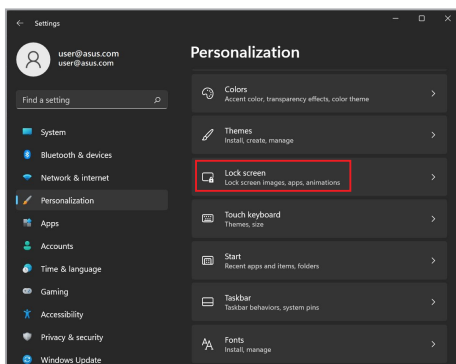 Settings
user@asus.com
user@asus.com
Find a setting
System
Bluetooth & devices
Network & internet
Personalization
Apps
Accounts
Time & language
Gaming
Accessibility
Privacy & security
Windows Update
Personalization
Colors
Accent color, transparency effects, color theme
Themes
Install, create, manage
Lock screen
Lock screen images, apps, animations
Touch keyboard
Themes, size
Start
Recent apps and items, folders
Taskbar
Taskbar behaviors, system pins
Fonts
Install, manage